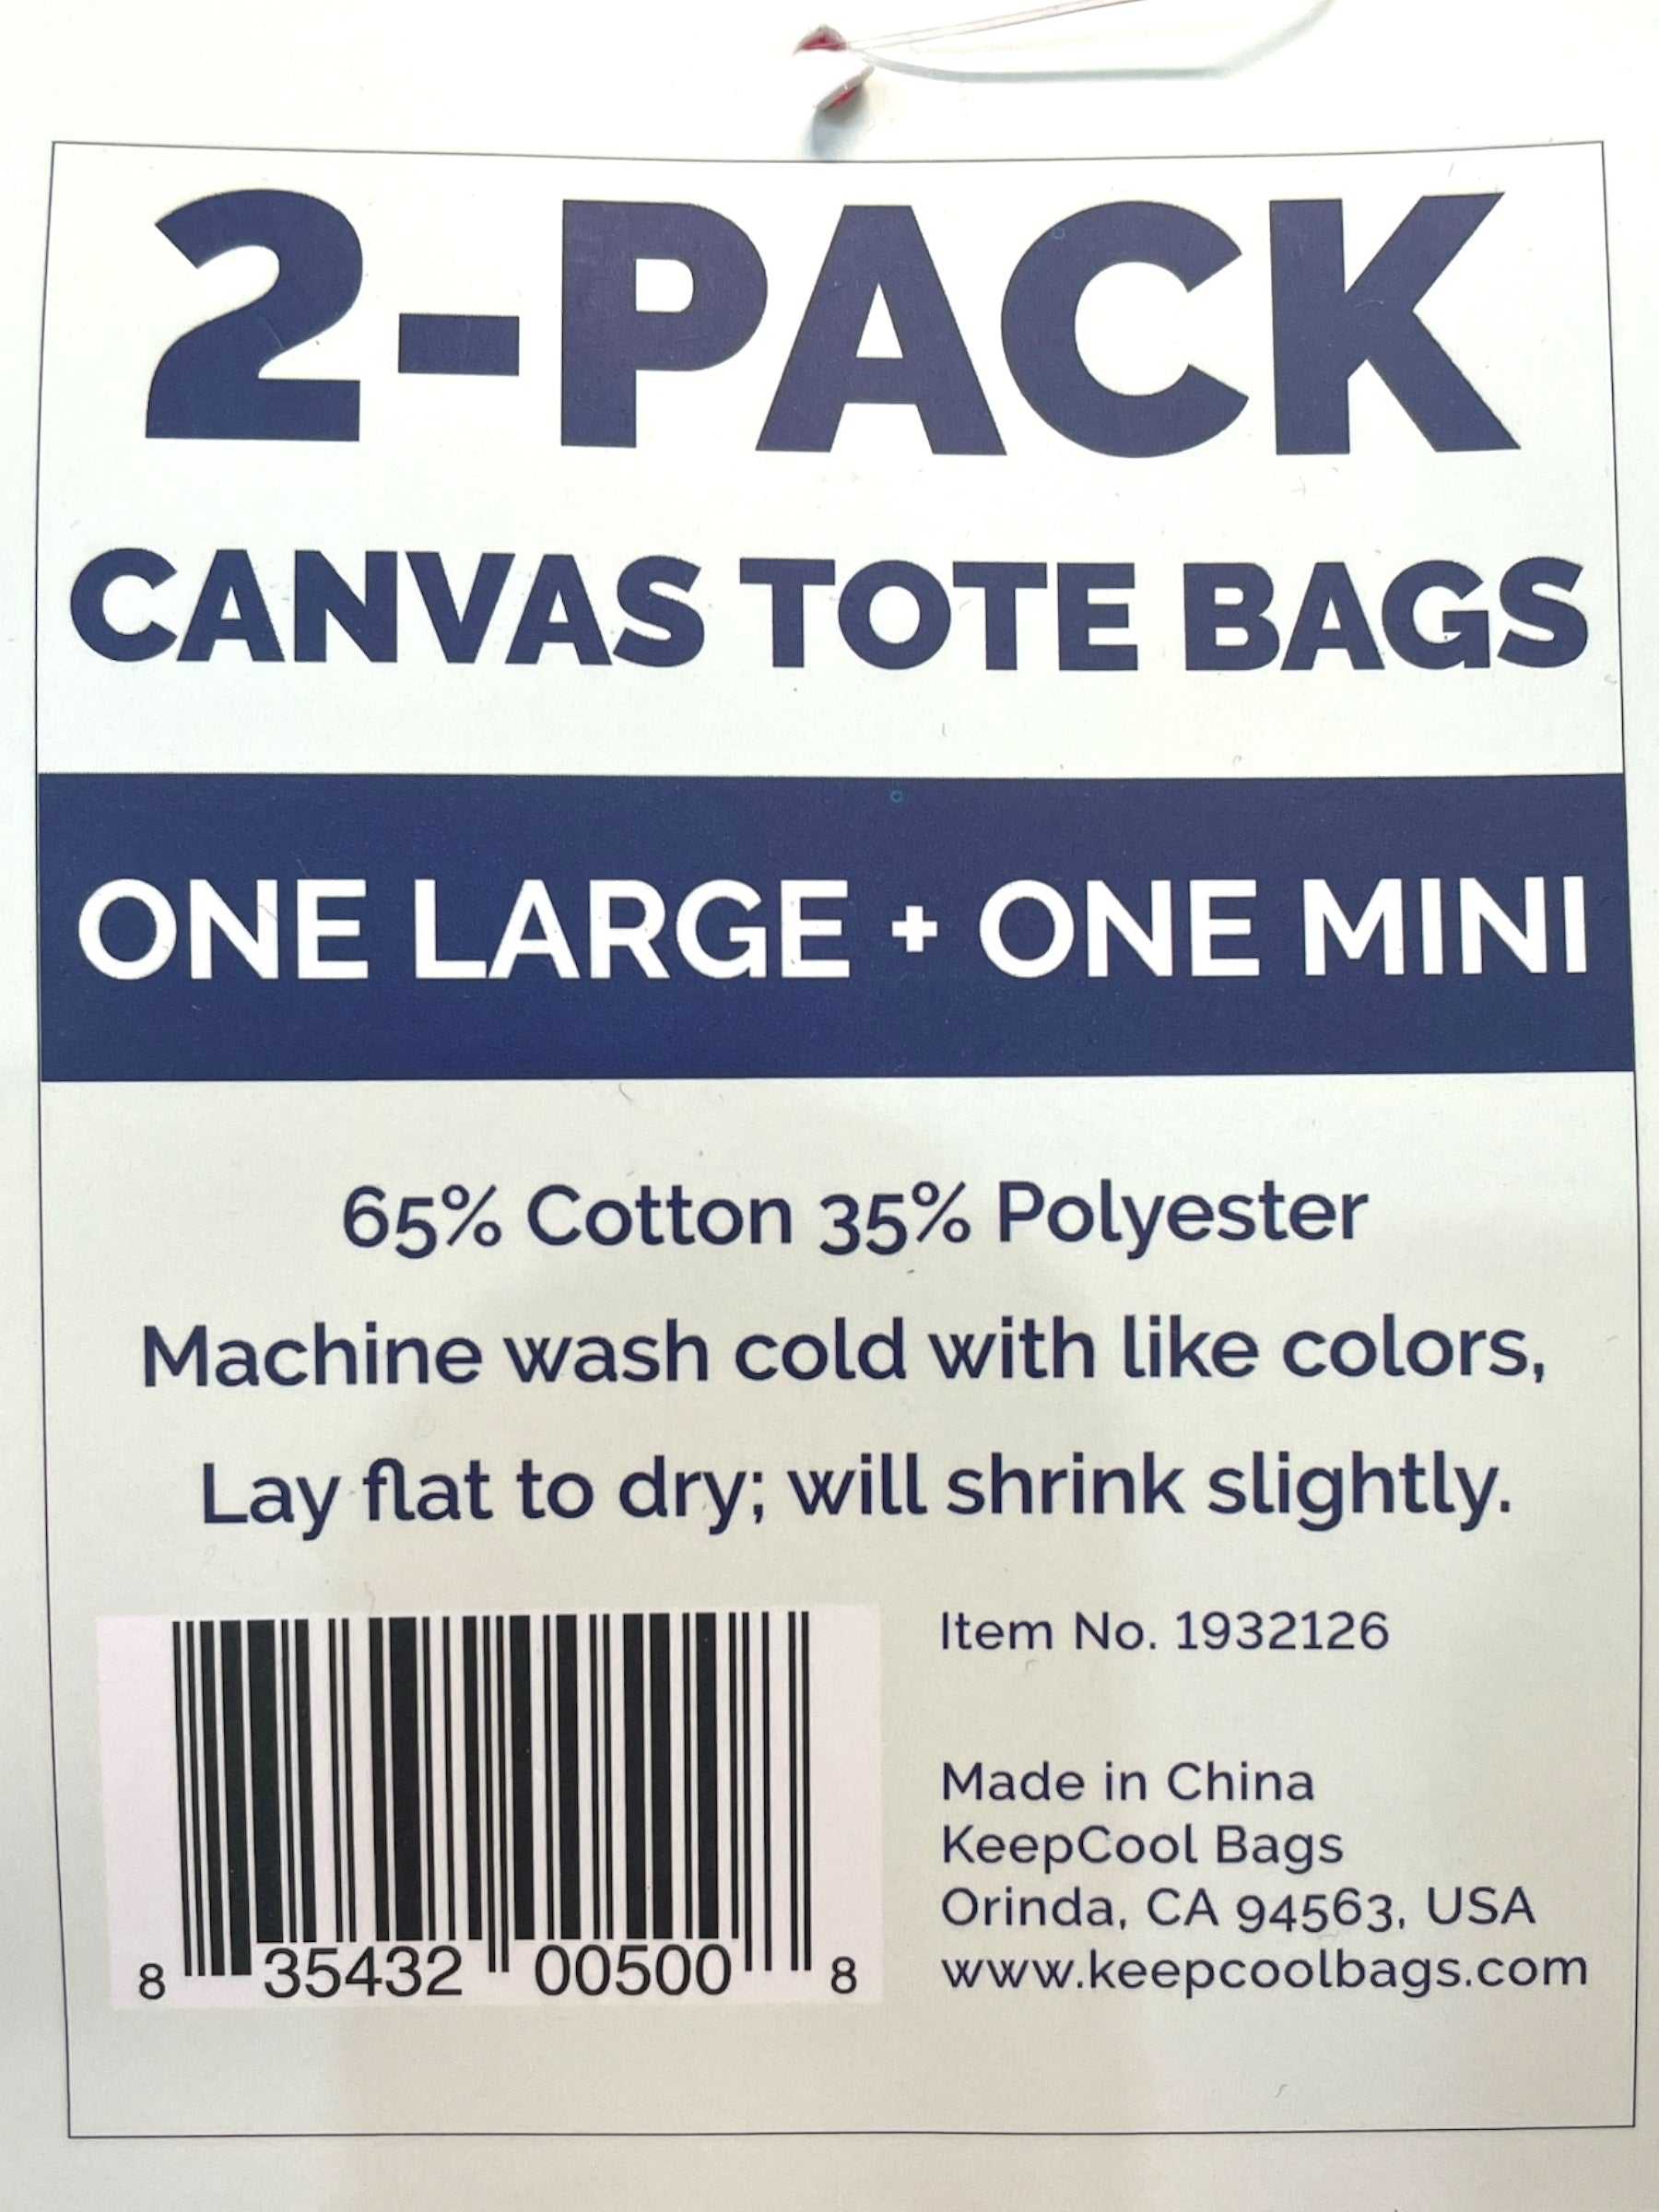 2-PACK
CANVAS TOTE BAGS
ONE LARGE + ONE MINI
65% Cotton 35% Polyester
Machine wash cold with like colors,
Lay flat to dry; will shrink slightly.
Item No. 1932126
Made in China
KeepCool Bags
Orinda, CA 94563, USA
www.keepcoolbags.com
8 35432 00500 8